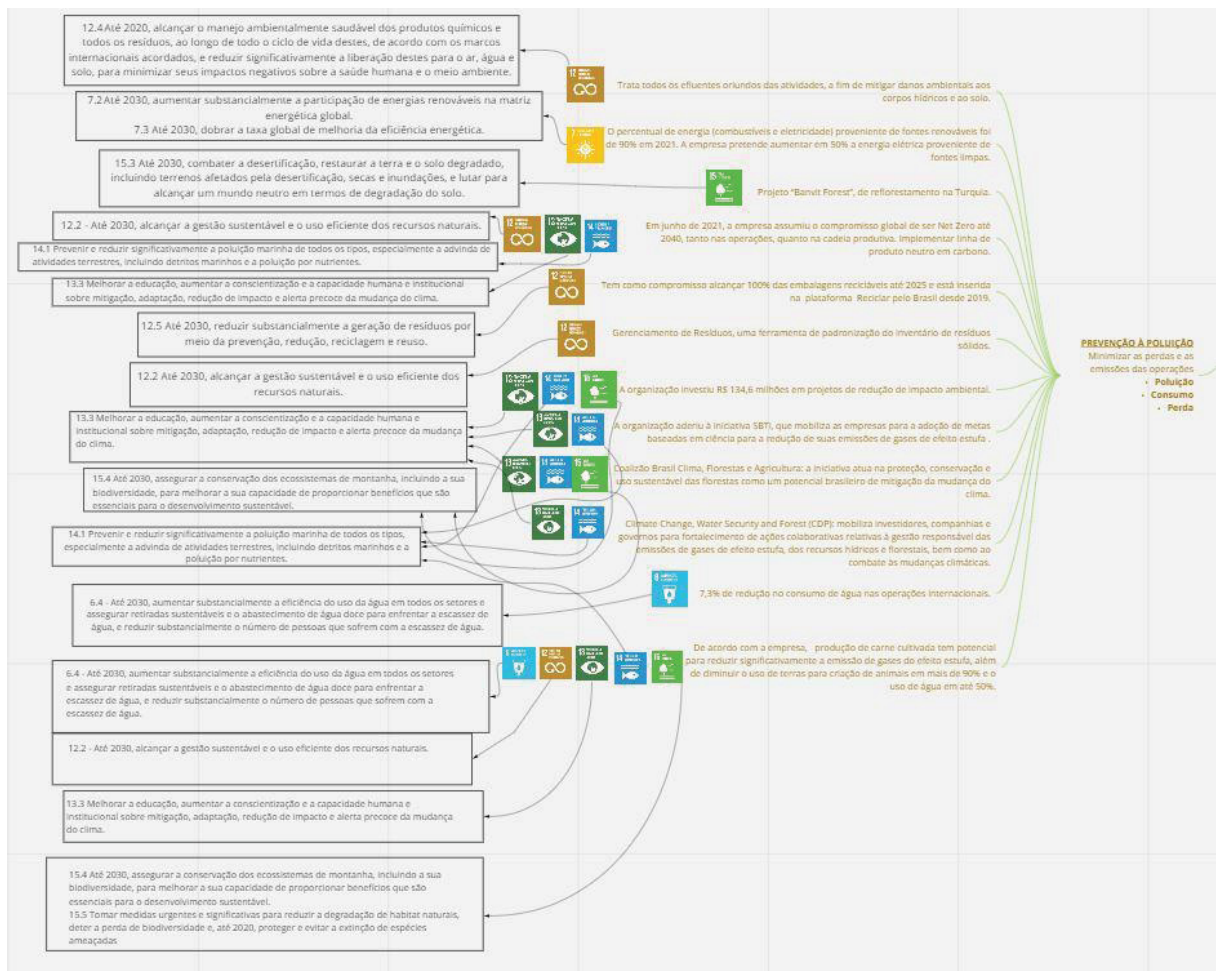 12.4 Até 2020, alcançar o manejo ambientalmente saudável dos produtos químicos e
todos os resíduos, ao longo de todo o ciclo de vida destes, de acordo com os marcos
internacionais acordados, e reduzir significativamente a liberação destes para o ar, água e
solo, para minimizar seus impactos negativos sobre a saúde humana e o meio ambiente.
12
Trata todos os efluentes oriundos das atividades, a fim de mitigar danos ambientais aos
corpos hídricos e ao solo.
7.2 Até 2030, aumentar substancialmente a participação de energias renováveis na matriz
energética global.
7.3 Até 2030, dobrar a taxa global de melhoria da eficiência energética.
7
O percentual de energia (combustíveis e eletricidade) proveniente de fontes renováveis foi
de 90% em 2021. A empresa pretende aumentar em 50% a energia elétrica proveniente de
fontes limpas.
15.3 Até 2030, combater a desertificação, restaurar a terra e o solo degradado,
incluindo terrenos afetados pela desertificação, secas e inundações, e lutar para
alcançar um mundo neutro em termos de degradação do solo.
15
Projeto "Banvit Forest", de reflorestamento na Turquia.
12.2 - Até 2030, alcançar a gestão sustentável e o uso eficiente dos recursos naturais.
14.1 Prevenir e reduzir significativamente a poluição marinha de todos os tipos, especialmente a advinda de
atividades terrestres, incluindo detritos marinhos e a poluição por nutrientes.
13.3 Melhorar a educação, aumentar a conscientização e a capacidade humana e institucional
sobre mitigação, adaptação, redução de impacto e alerta precoce da mudança do clima.
12 13 14
Em junho de 2021, a empresa assumiu o compromisso global de ser Net Zero até
2040, tanto nas operações, quanto na cadeia produtiva. Implementar linha de
produto neutro em carbono.
12
Tem como compromisso alcançar 100% das embalagens recicláveis até 2025 e está inserida
na plataforma Reciclar pelo Brasil desde 2019.
12.5 Até 2030, reduzir substancialmente a geração de resíduos por
meio da prevenção, redução, reciclagem e reuso.
12
Gerenciamento de Resíduos, uma ferramenta de padronização do inventário de resíduos
sólidos.
PREVENÇÃO À POLUIÇÃO
Minimizar as perdas e as
emissões das operações
• Poluição
• Consumo
• Perda
12.2 Até 2030, alcançar a gestão sustentável e o uso eficiente dos
recursos naturais.
A organização investiu R$ 134,6 milhões em projetos de redução de impacto ambiental.
13.3 Melhorar a educação, aumentar a conscientização e a capacidade humana e
institucional sobre mitigação, adaptação, redução de impacto e alerta precoce da mudança
do clima.
13 14
A organização aderiu à iniciativa SBTi, que mobiliza as empresas para a adoção de metas
baseadas em ciência para a redução de suas emissões de gases de efeito estufa .
15.4 Até 2030, assegurar a conservação dos ecossistemas de montanha, incluindo a sua
biodiversidade, para melhorar a sua capacidade de proporcionar benefícios que são
essenciais para o desenvolvimento sustentável.
13 14 15
Coalizão Brasil Clima, Florestas e Agricultura: a iniciativa atua na proteção, conservação e
uso sustentável das florestas como um potencial brasileiro de mitigação da mudança do
clima.
14.1 Prevenir e reduzir significativamente a poluição marinha de todos os tipos,
especialmente a advinda de atividades terrestres, incluindo detritos marinhos e a
poluição por nutrientes.
13 14
Climate Change, Water Security and Forest (CDP): mobiliza investidores, companhias e
governos para fortalecimento de ações colaborativas relativas à gestão responsável das
emissões de gases de efeito estufa, dos recursos hídricos e florestais, bem como ao
combate às mudanças climáticas.
6.4 - Até 2030, aumentar substancialmente a eficiência do uso da água em todos os setores e
assegurar retiradas sustentáveis e o abastecimento de água doce para enfrentar a escassez de
água, e reduzir substancialmente o número de pessoas que sofrem com a escassez de água.
6
7,3% de redução no consumo de água nas operações internacionais.
6.4 - Até 2030, aumentar substancialmente a eficiência do uso da água em todos os setores
e assegurar retiradas sustentáveis e o abastecimento de água doce para enfrentar a
escassez de água, e reduzir substancialmente o número de pessoas que sofrem com a
escassez de água.
6 12 13 14 15
De acordo com a empresa, produção de carne cultivada tem potencial
para reduzir significativamente a emissão de gases do efeito estufa, além
de diminuir o uso de terras para criação de animais em mais de 90% e o
uso de água em até 50%.
12.2 - Até 2030, alcançar a gestão sustentável e o uso eficiente dos recursos naturais.
13.3 Melhorar a educação, aumentar a conscientização e a capacidade humana e
institucional sobre mitigação, adaptação, redução de impacto e alerta precoce da mudança
do clima.
15.4 Até 2030, assegurar a conservação dos ecossistemas de montanha, incluindo a sua
biodiversidade, para melhorar a sua capacidade de proporcionar benefícios que são
essenciais para o desenvolvimento sustentável.
15.5 Tomar medidas urgentes e significativas para reduzir a degradação de habitat naturais,
deter a perda de biodiversidade e, até 2020, proteger e evitar a extinção de espécies
ameaçadas